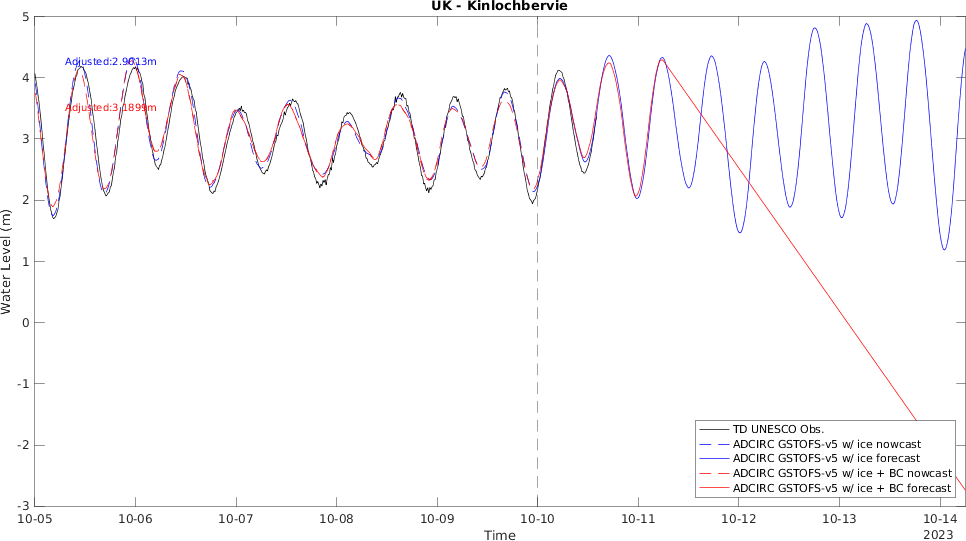 UK - Kinlochbervie
Water Level (m)
5
4
3
2
1
0
-1
-2
-3
Adjusted:2.9613m
Adjusted:3.1899m
TD UNESCO Obs.
ADCIRC GSTOFS-v5 w/ ice nowcast
ADCIRC GSTOFS-v5 w/ ice forecast
ADCIRC GSTOFS-v5 w/ ice + BC nowcast
ADCIRC GSTOFS-v5 w/ ice + BC forecast
10-05 10-06 10-07 10-08 10-09 10-10 10-11 10-12 10-13 10-14
2023
Time